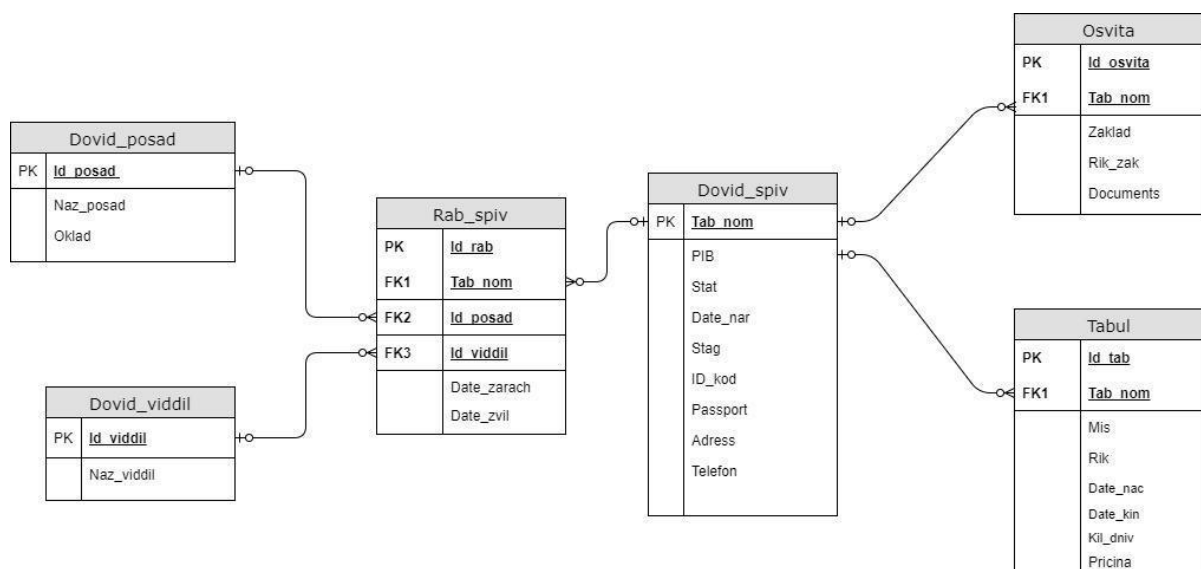 Dovid_posad
PK Id_posad
Naz_posad
Oklad
Dovid_viddil
PK Id_viddil
Naz_viddil
Rab_spiv
PK Id_rab
FK1 Tab_nom
FK2 Id_posad
FK3 Id_viddil
Date_zarach
Date_zvil
Dovid_spiv
PK Tab_nom
PIB
Stat
Date_nar
Stag
ID_kod
Passport
Adress
Telefon
Osvita
PK Id_osvita
FK1 Tab_nom
Zaklad
Rik_zak
Documents
Tabul
PK Id_tab
FK1 Tab_nom
Mis
Rik
Date_nac
Date_kin
Kil_dniv
Pricina